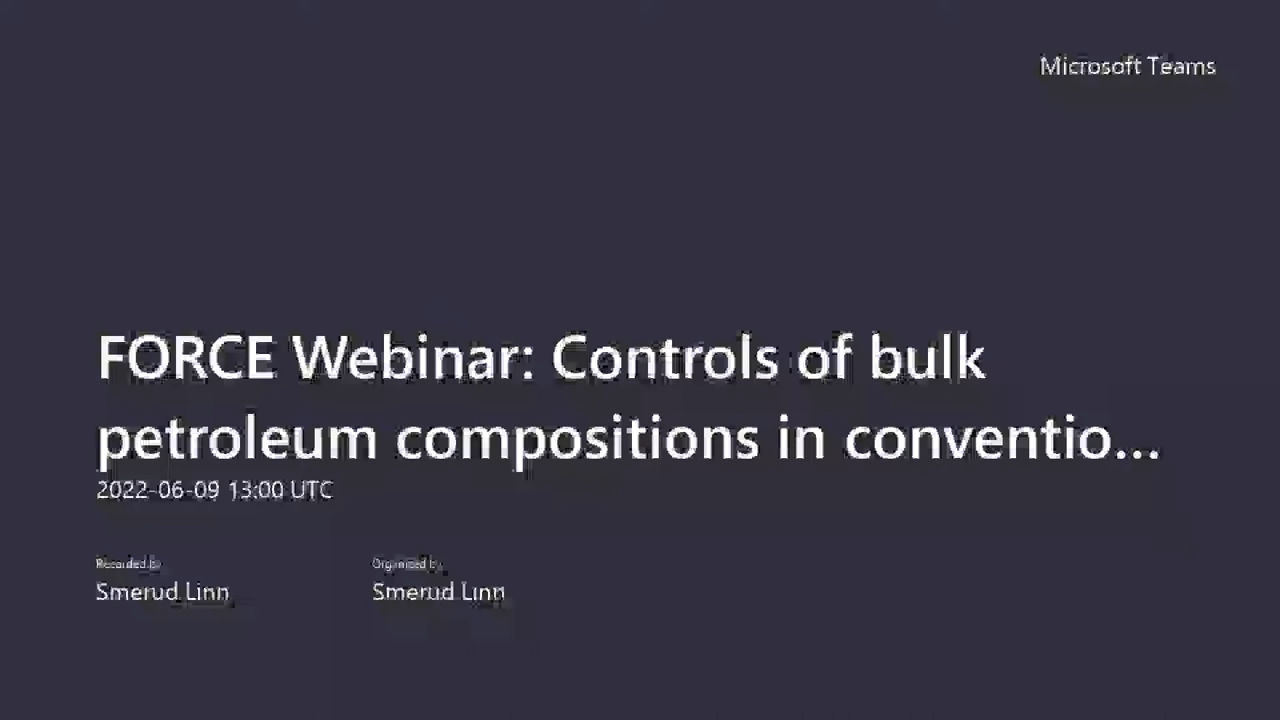 Microsoft Teams
FORCE Webinar: Controls of bulk
petroleum compositions in conventio...
2022-06-09 13:00 UTC
Recorded by
Organized by
Smerud Linn
Smerud Linn